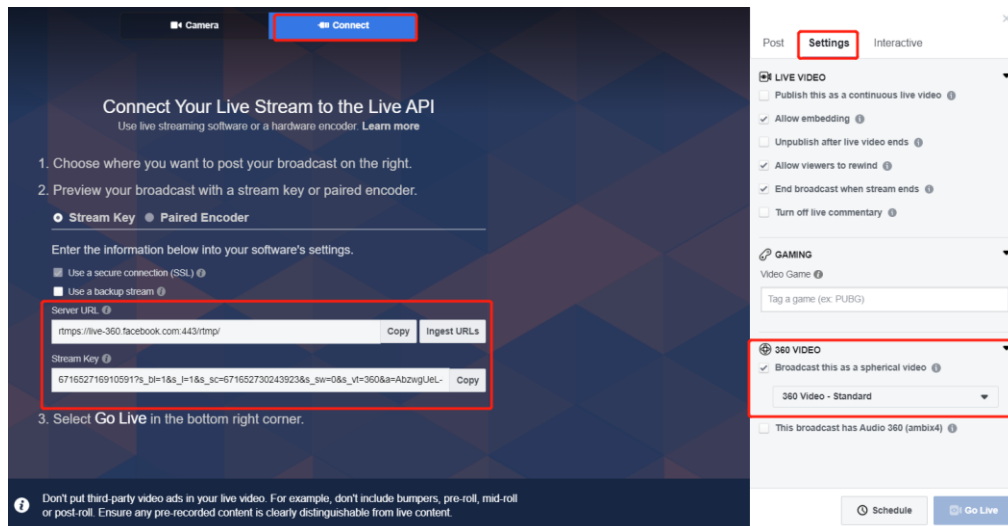 Camera
Connect
Connect Your Live Stream to the Live API
Use live streaming software or a hardware encoder. Learn more
1. Choose where you want to post your broadcast on the right.
2. Preview your broadcast with a stream key or paired encoder.
Stream Key Paired Encoder
Enter the information below into your software's settings.
Use a secure connection (SSL)
Use a backup stream
Server URL
rtmps://live-360.facebook.com:443/rtmp/ Copy Ingest URLs
Stream Key
671652716910591?s_bl=1&s_l=1&s_sc=671652730243923&s_sw=0&s_vt=360&a=AbzwgUeL- Copy
3. Select Go Live in the bottom right corner.
Don't put third-party video ads in your live video. For example, don't include bumpers, pre-roll, mid-roll
or post-roll. Ensure any pre-recorded content is clearly distinguishable from live content.
Post Settings Interactive
LIVE VIDEO
Publish this as a continuous live video
Allow embedding
Unpublish after live video ends
Allow viewers to rewind
End broadcast when stream ends
Turn off live commentary
GAMING
Video Game
Tag a game (ex: PUBG)
360 VIDEO
Broadcast this as a spherical video
360 Video - Standard
This broadcast has Audio 360 (ambix4)
Schedule Go Live